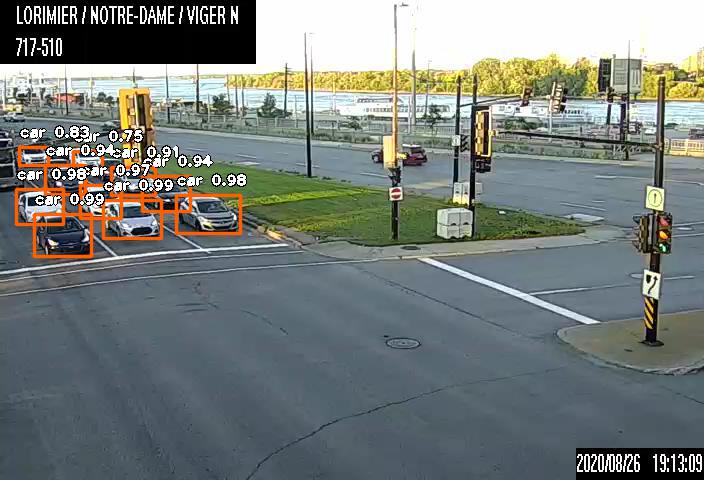 LORIMIER / NOTRE-DAME / VIGER N
717-510
car 0.83
car 0.75
car 0.94
car 0.91
car 0.94
car 0.98
car 0.97
car 0.99
car 0.98
car 0.99
2020/08/26 19:13:09